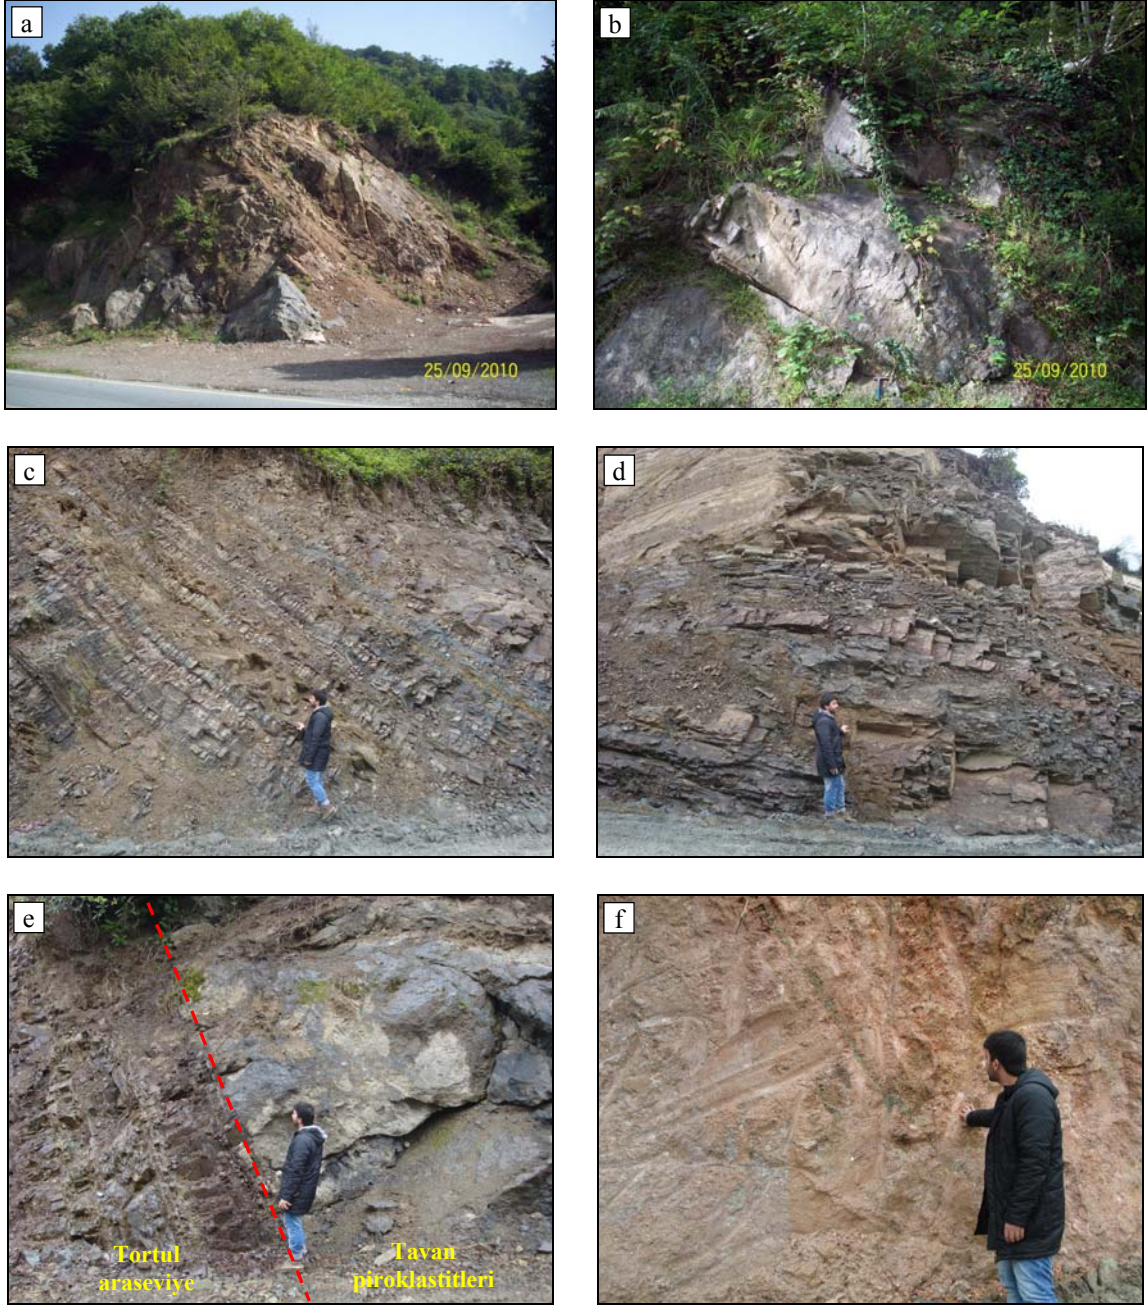 a
25/09/2010
b
25/09/2010
c
d
e
Tortul
araseviye
Tavan
piroklastitleri
f